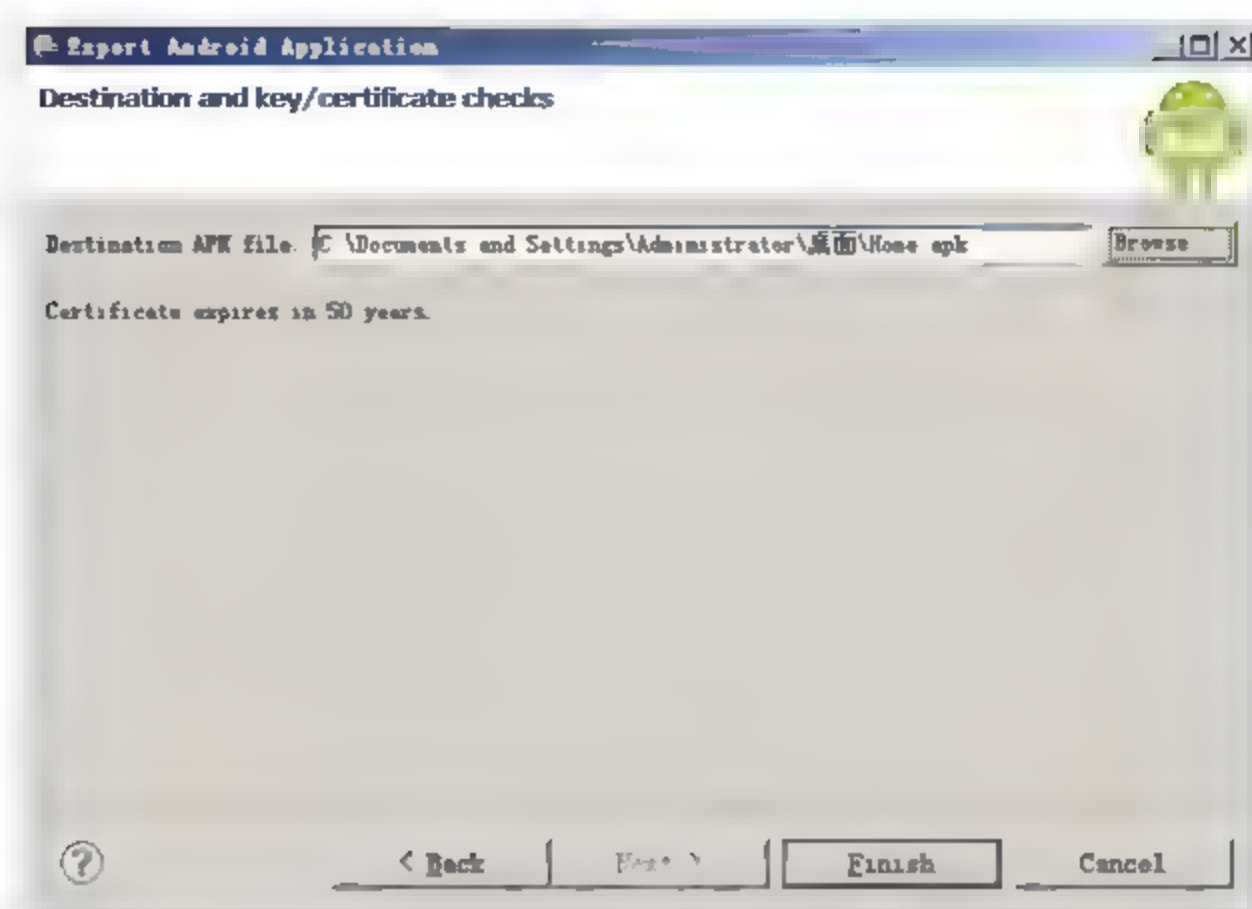 Export Android Application
Destination and key/certificate checks
Destination APK file: C:\Documents and Settings\Administrator\桌面\Home.apk Browse
Certificate expires in 50 years.
? < Back Next > Finish Cancel